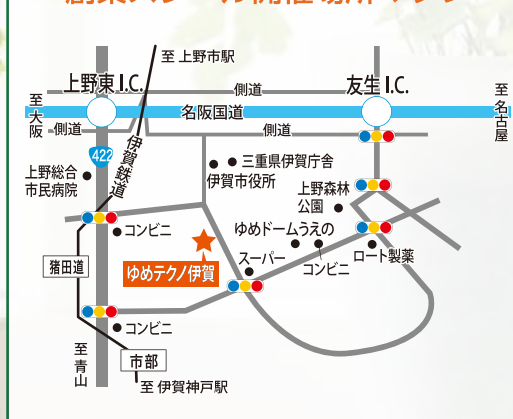 至 上野市駅
上野東 I.C.
友生 I.C.
側道
至大阪
名阪国道
至名古屋
側道
側道
422
伊賀鉄道
上野総合
市民病院
三重県伊賀庁舎
伊賀市役所
上野森林
公園
コンビニ
ゆめドームうえの
スーパー
コンビニ
ロート製薬
猪田道
ゆめテクノ伊賀
コンビニ
至青山
市部
至 伊賀神戸駅